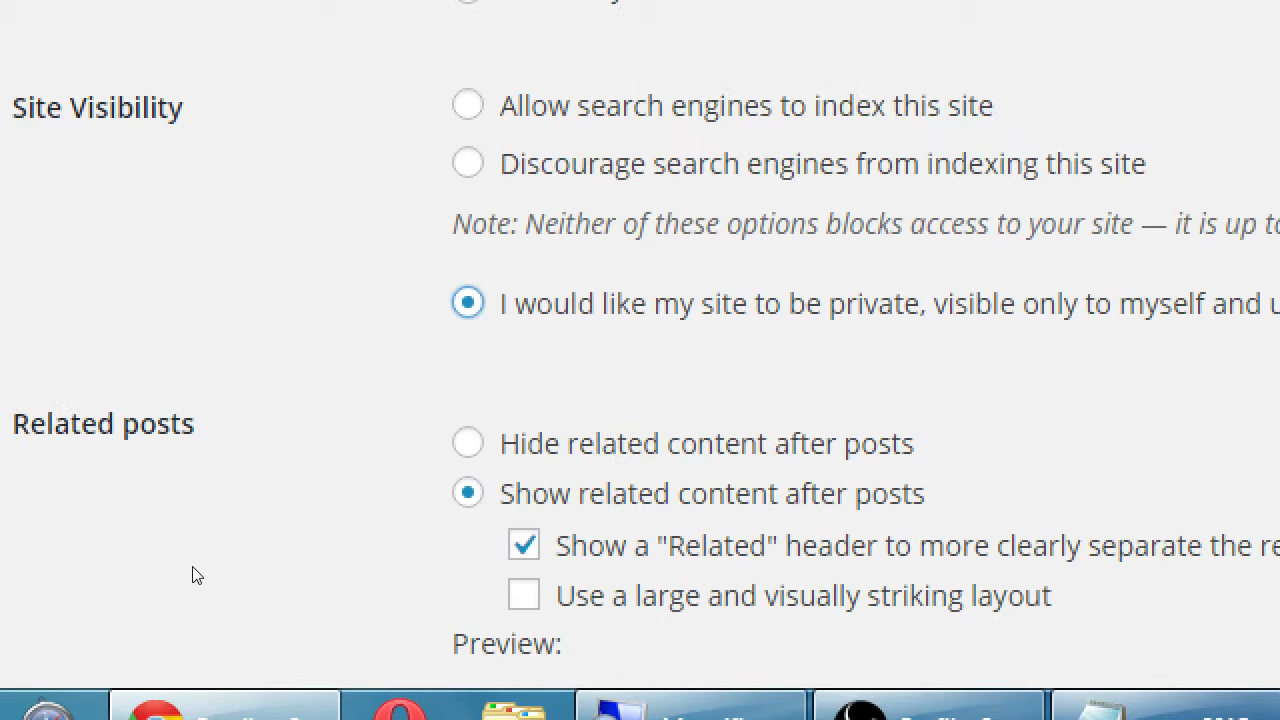 Site Visibility
Allow search engines to index this site
Discourage search engines from indexing this site
Note: Neither of these options blocks access to your site — it is up
I would like my site to be private, visible only to myself and
Related posts
Hide related content after posts
Show related content after posts
Show a "Related" header to more clearly separate the
Use a large and visually striking layout
Preview: